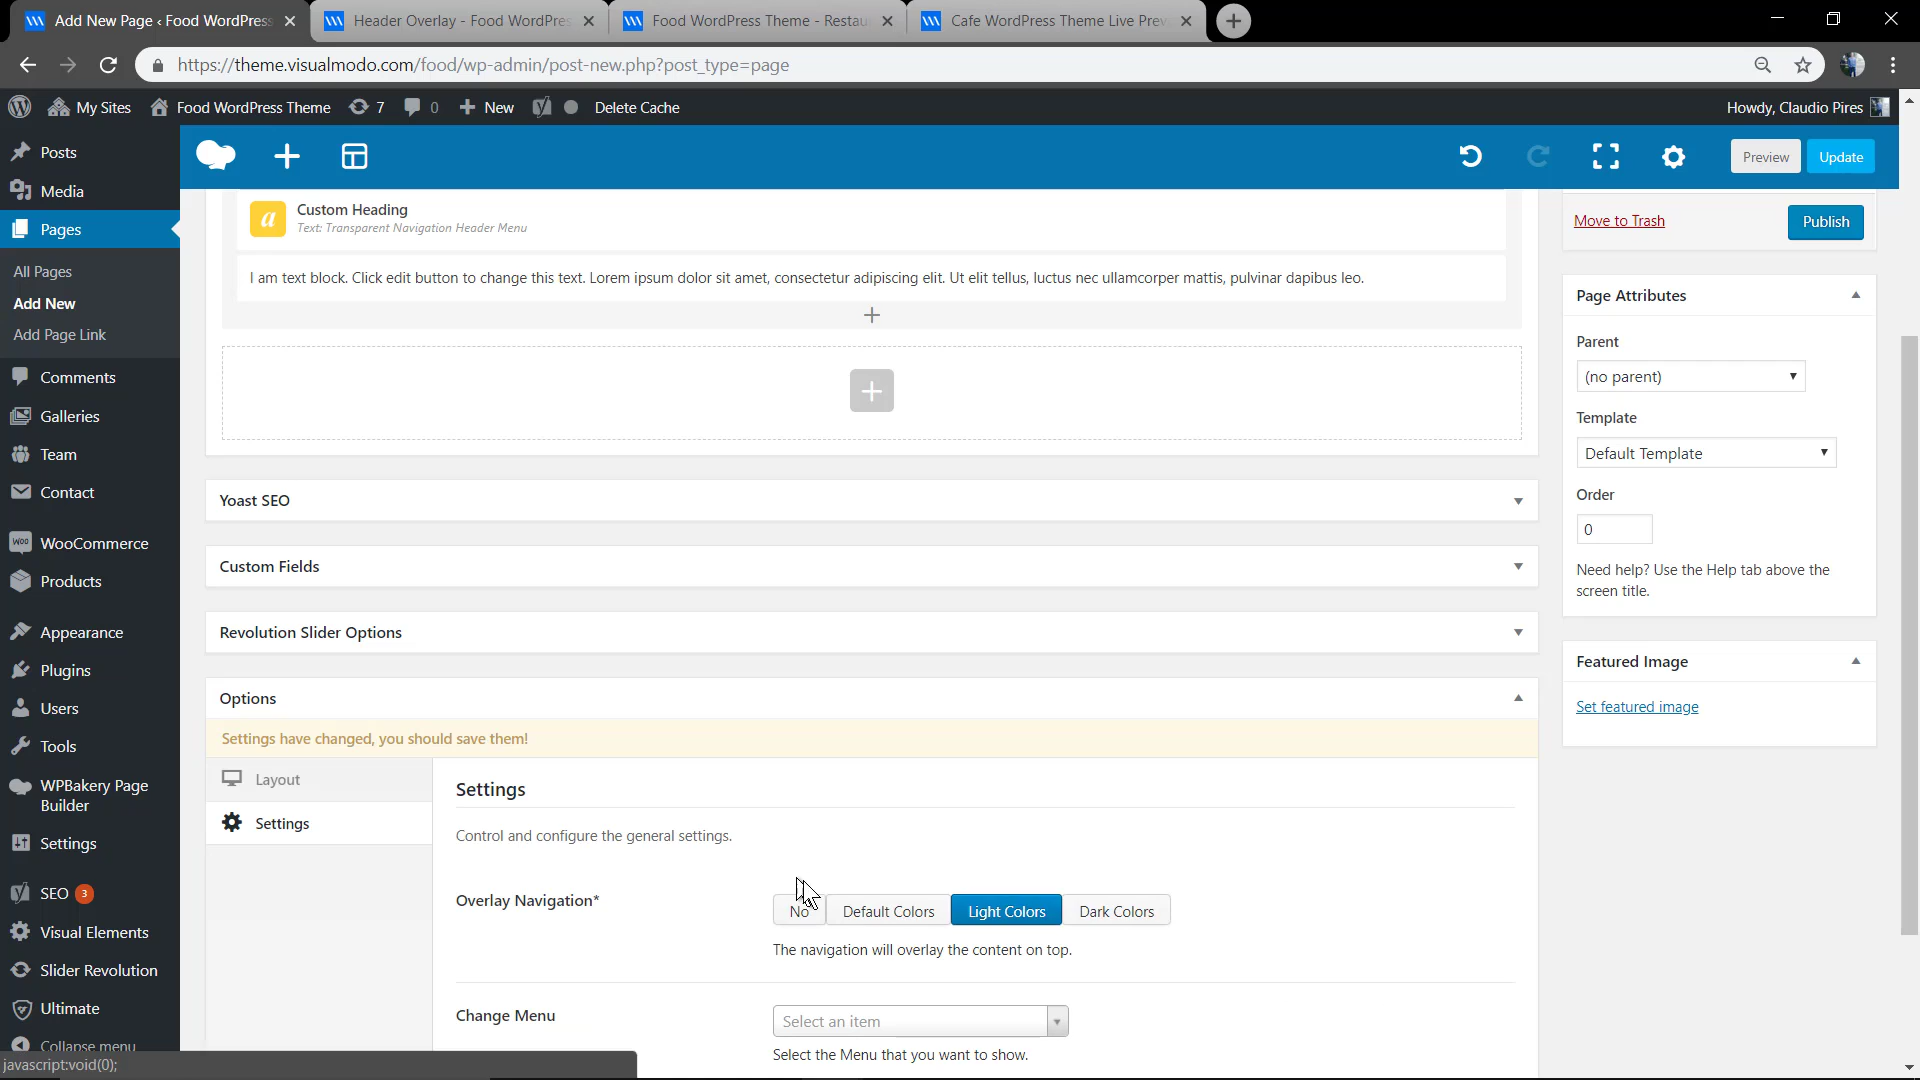 Add New Page ‹ Food WordPress
Header Overlay - Food WordPres
Food WordPress Theme - Restau
Cafe WordPress Theme Live Prev
https://theme.visualmodo.com/food/wp-admin/post-new.php?post_type=page
My Sites
Food WordPress Theme
7
0
New
Delete Cache
Howdy, Claudio Pires
Posts
Media
Pages
All Pages
Add New
Add Page Link
Comments
Galleries
Team
Contact
WooCommerce
Products
Appearance
Plugins
Users
Tools
WPBakery Page
Builder
Settings
SEO 3
Visual Elements
Slider Revolution
Ultimate
Collapse menu
javascript:void(0);
Preview
Update
Custom Heading
Text: Transparent Navigation Header Menu
I am text block. Click edit button to change this text. Lorem ipsum dolor sit amet, consectetur adipiscing elit. Ut elit tellus, luctus nec ullamcorper mattis, pulvinar dapibus leo.
Yoast SEO
Custom Fields
Revolution Slider Options
Options
Settings have changed, you should save them!
Layout
Settings
Settings
Control and configure the general settings.
Overlay Navigation*
No
Default Colors
Light Colors
Dark Colors
The navigation will overlay the content on top.
Change Menu
Select an item
Select the Menu that you want to show.
Move to Trash
Publish
Page Attributes
Parent
(no parent)
Template
Default Template
Order
0
Need help? Use the Help tab above the
screen title.
Featured Image
Set featured image